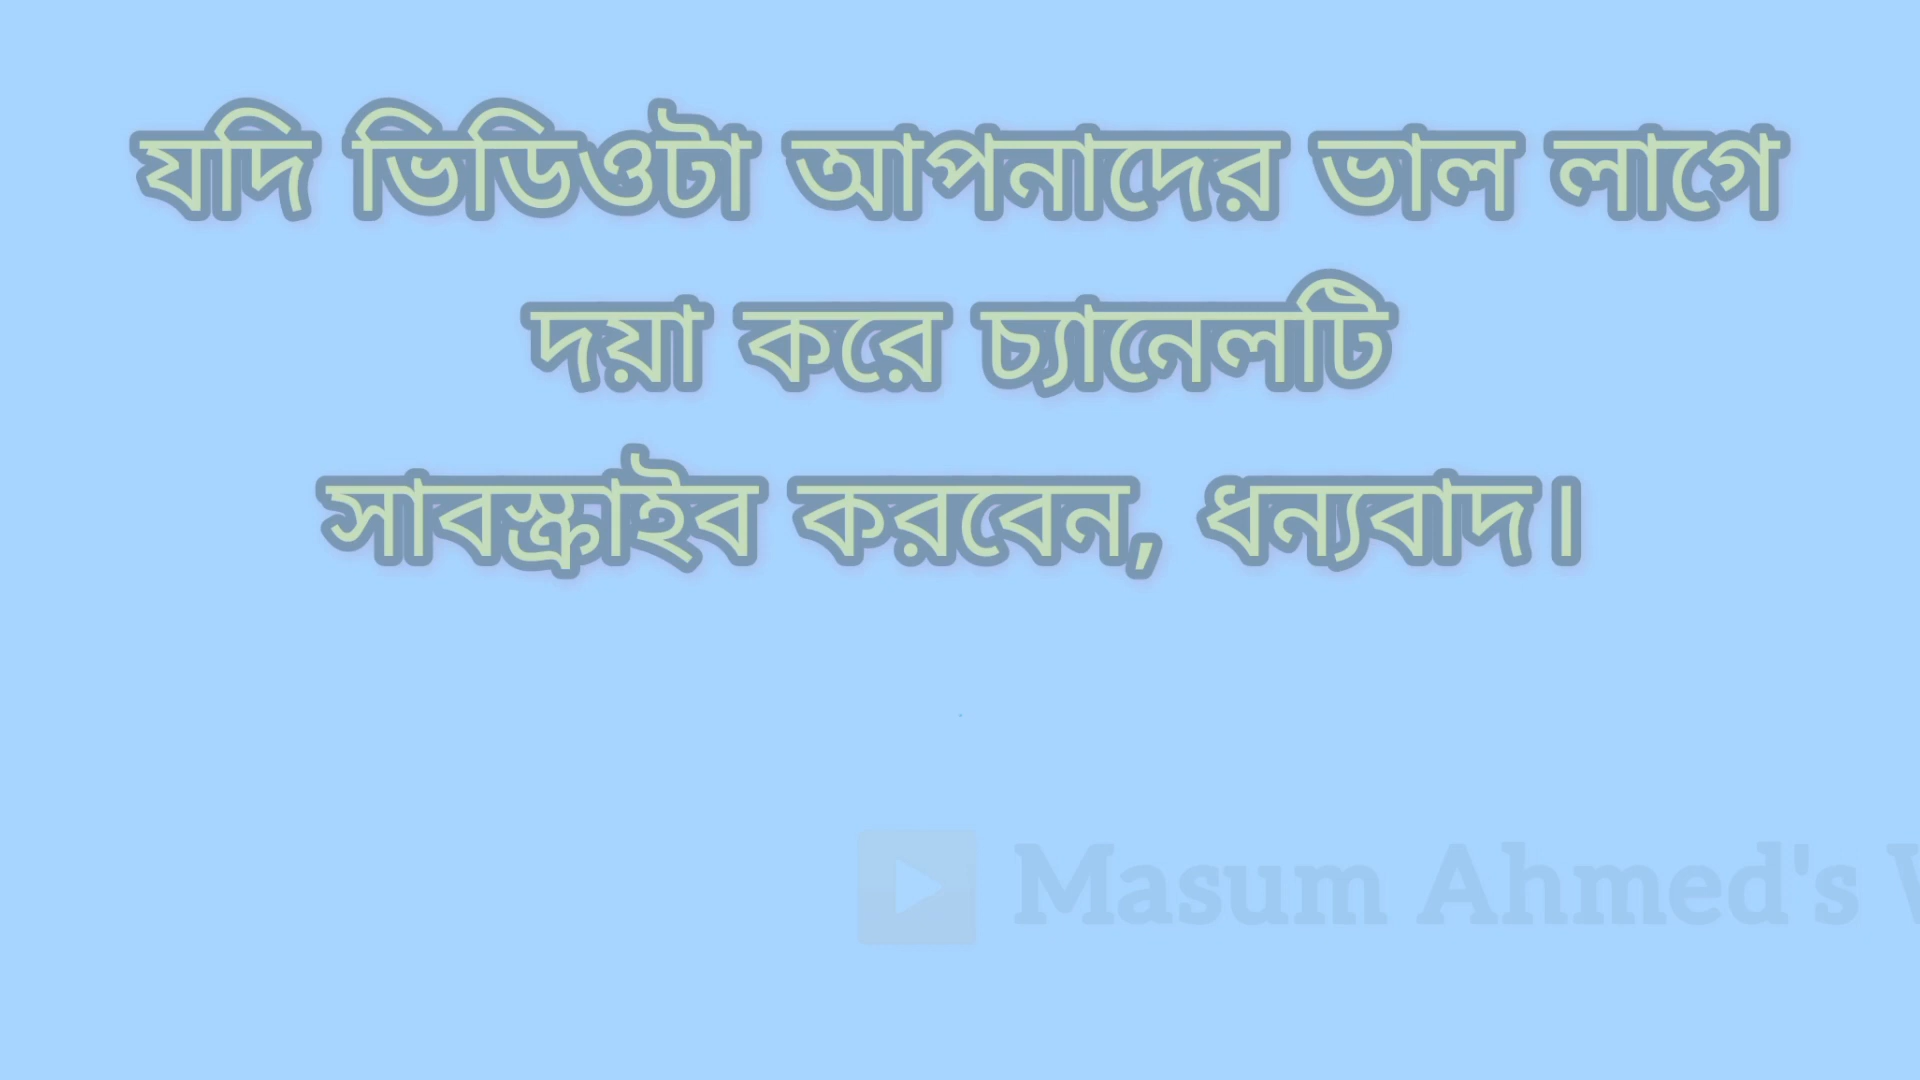 যদি ভিডিওটা আপনাদের ভাল লাগে
দয়া করে চ্যানেলটি
সাবস্ক্রাইব করবেন, ধন্যবাদ।
Masum Ahmed's